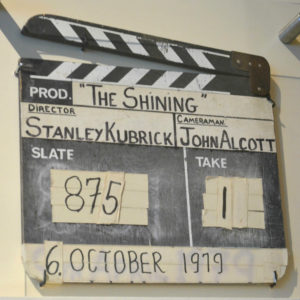 PROD. "THE SHINING"
DIRECTOR CAMERAMAN
STANLEY KUBRICK JOHN ALCOTT
SLATE TAKE
875 1
6. OCTOBER 1979